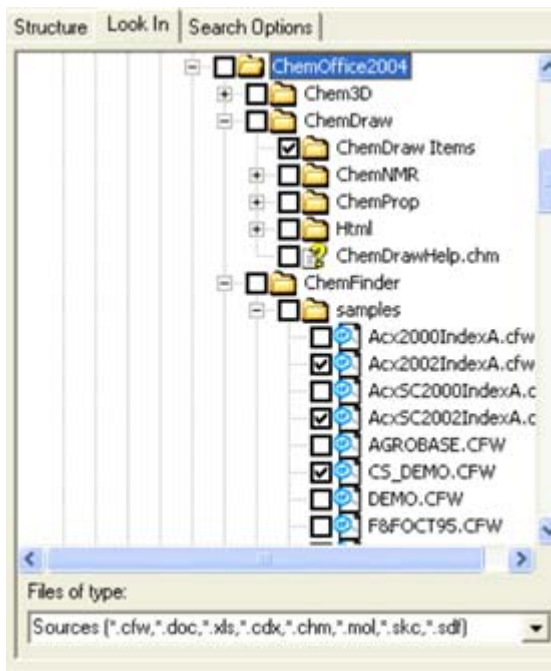 Structure Look In Search Options
ChemOffice2004
Chem3D
ChemDraw
ChemDraw Items
ChemNMR
ChemProp
Html
ChemDrawHelp.chm
ChemFinder
samples
Acx2000IndexA.cfw
Acx2002IndexA.cfw
AcxSC2000IndexA.c
AcxSC2002IndexA.c
AGROBASE.CFW
CS_DEMO.CFW
DEMO.CFW
F&FOCT95.CFW
Files of type:
Sources (*.cfw,*.doc,*.xls,*.cdx,*.chm,*.mol,*.skc,*.sdf)